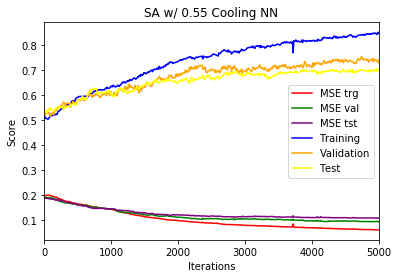 SA w/ 0.55 Cooling NN
Score
0.9
0.8
0.7
0.6
0.5
0.4
0.3
0.2
0.1
MSE trg
MSE val
MSE tst
Training
Validation
Test
0
1000
2000
3000
4000
5000
Iterations